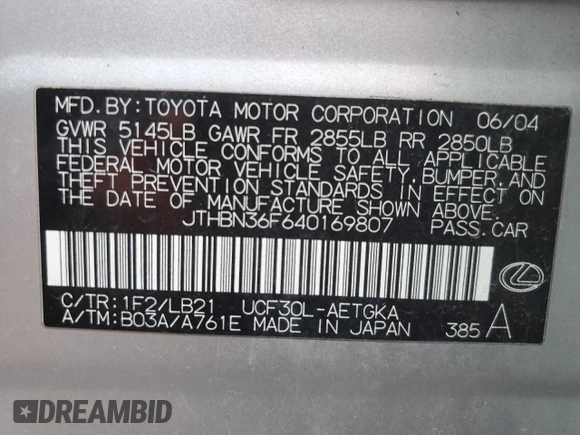 MFD. BY: TOYOTA MOTOR CORPORATION 06/04
GVWR 5145LB GAWR FR 2855LB RR 2850LB
THIS VEHICLE CONFORMS TO ALL APPLICABLE
FEDERAL MOTOR VEHICLE SAFETY, BUMPER, AND
THEFT PREVENTION STANDARDS IN EFFECT ON
THE DATE OF MANUFACTURE SHOWN ABOVE.
JTHBN36F640169807 PASS. CAR
C/TR: 1F2/LB21 UCF30L-AETGKA
A/TM: B03A/A761E MADE IN JAPAN 385 A
DREAMBID